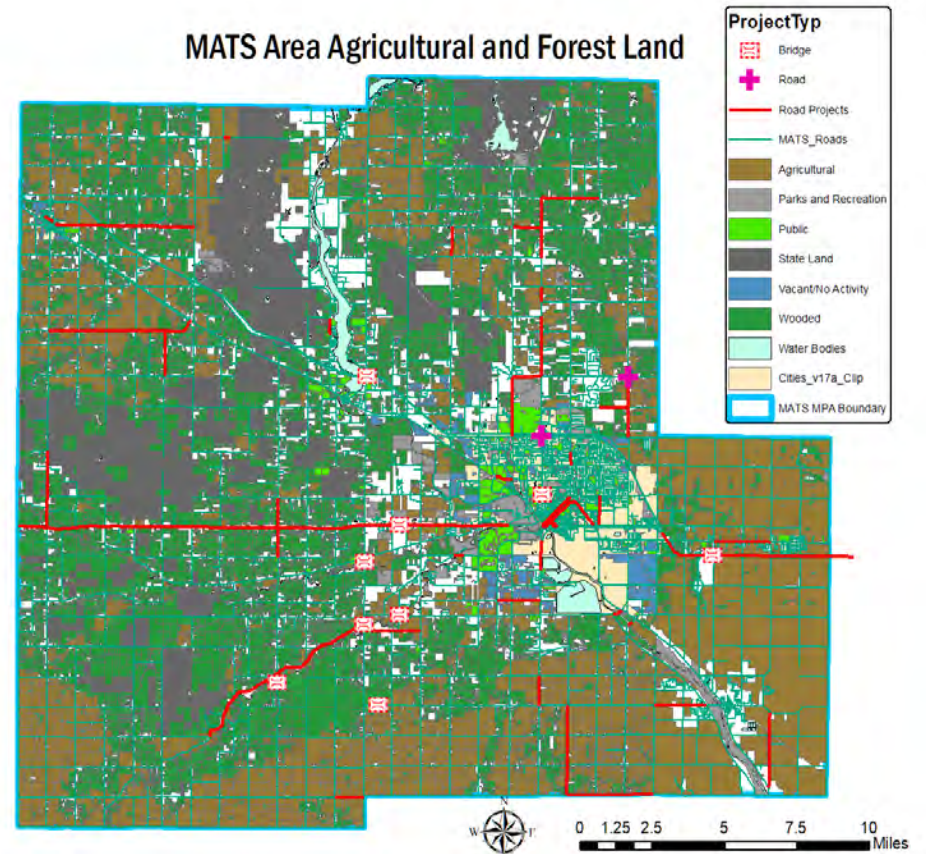 MATS Area Agricultural and Forest Land
ProjectTyp
Bridge
Road
Road Projects
MATS_Roads
Agricultural
Parks and Recreation
Public
State Land
Vacant/No Activity
Wooded
Water Bodies
Cities_v17a_Clip
MATS MPA Boundary
N
W E
0 1.25 2.5 5 7.5 10
Miles